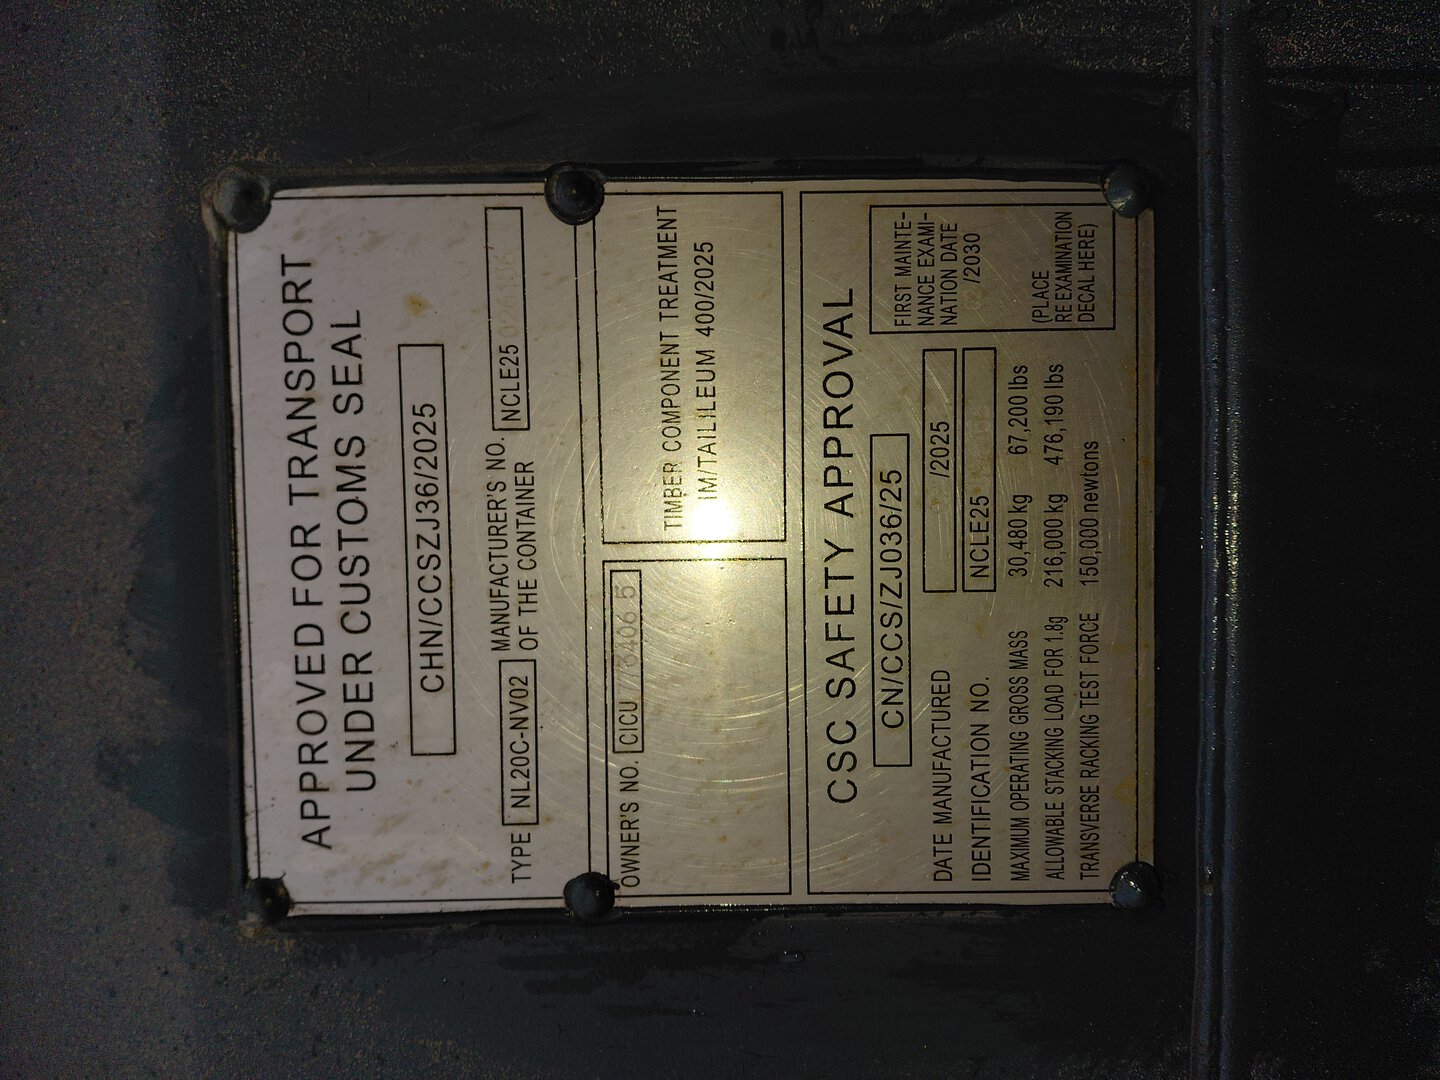 APPROVED FOR TRANSPORT
UNDER CUSTOMS SEAL
CHN/CCSZJ36/2025
TYPE NL20C-NV02 MANUFACTURER'S NO. OF THE CONTAINER NCLE25
OWNER'S NO. CICU
TIMBER COMPONENT TREATMENT
IM/TAILILEUM 400/2025
CSC SAFETY APPROVAL
CN/CCS/ZJ036/25
DATE MANUFACTURED /2025
IDENTIFICATION NO. NCLE25
MAXIMUM OPERATING GROSS MASS 30,480 kg 67,200 lbs
ALLOWABLE STACKING LOAD FOR 1.8g 216,000 kg 476,190 lbs
TRANSVERSE RACKING TEST FORCE 150,000 newtons
FIRST MAINTE-
NANCE EXAMI-
NATION DATE
/2030
(PLACE
RE EXAMINATION
DECAL HERE)